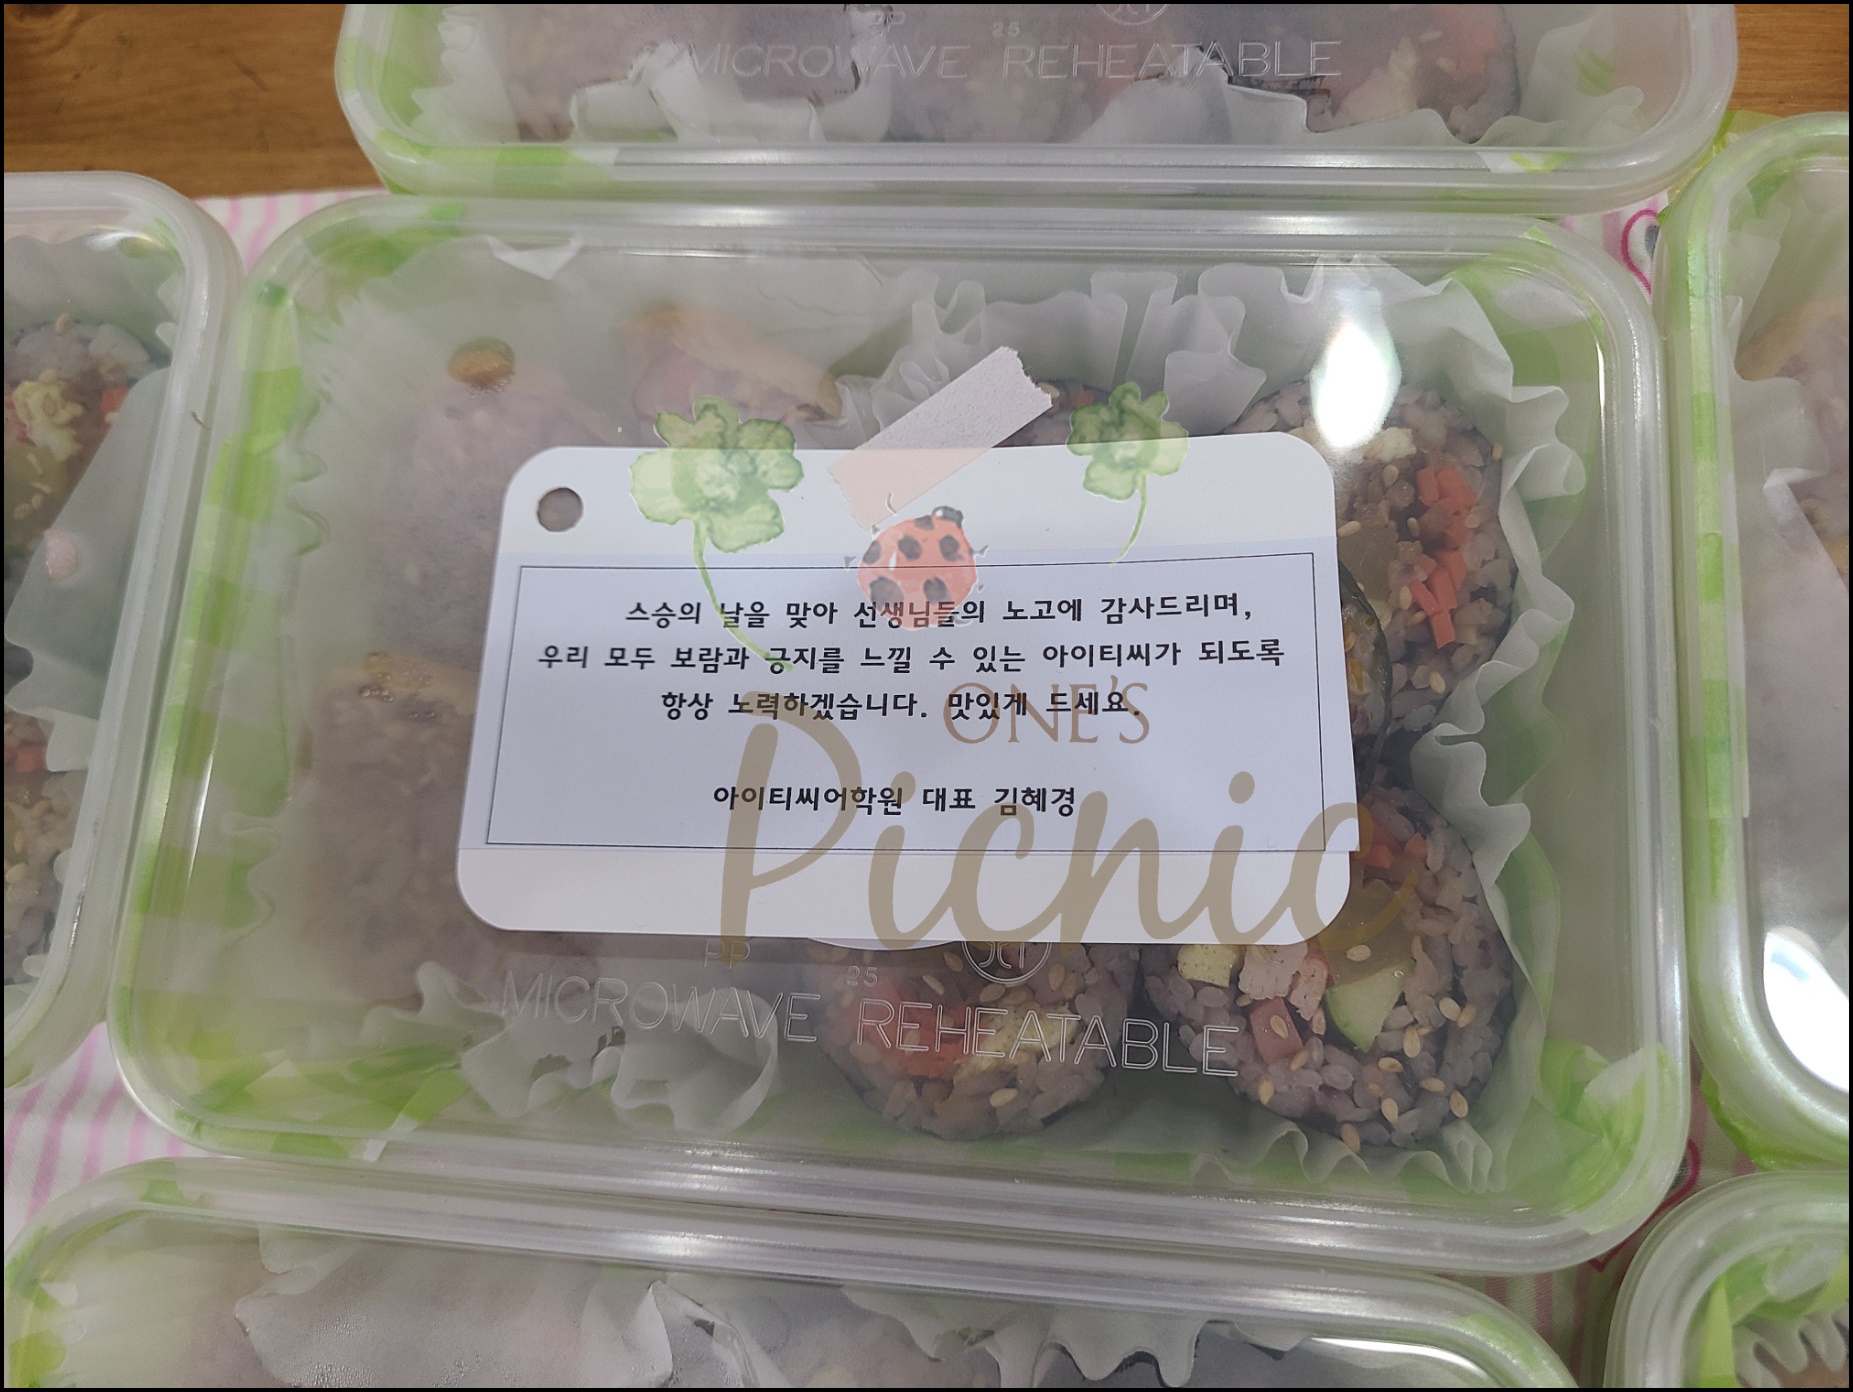 PP 25
MICROWAVE REHEATABLE
스승의 날을 맞아 선생님들의 노고에 감사드리며,
우리 모두 보람과 긍지를 느낄 수 있는 아이티씨가 되도록
항상 노력하겠습니다. 맛있게 드세요.
ONE'S
Picnic
아이티씨어학원 대표 김혜경
PP 25
MICROWAVE REHEATABLE